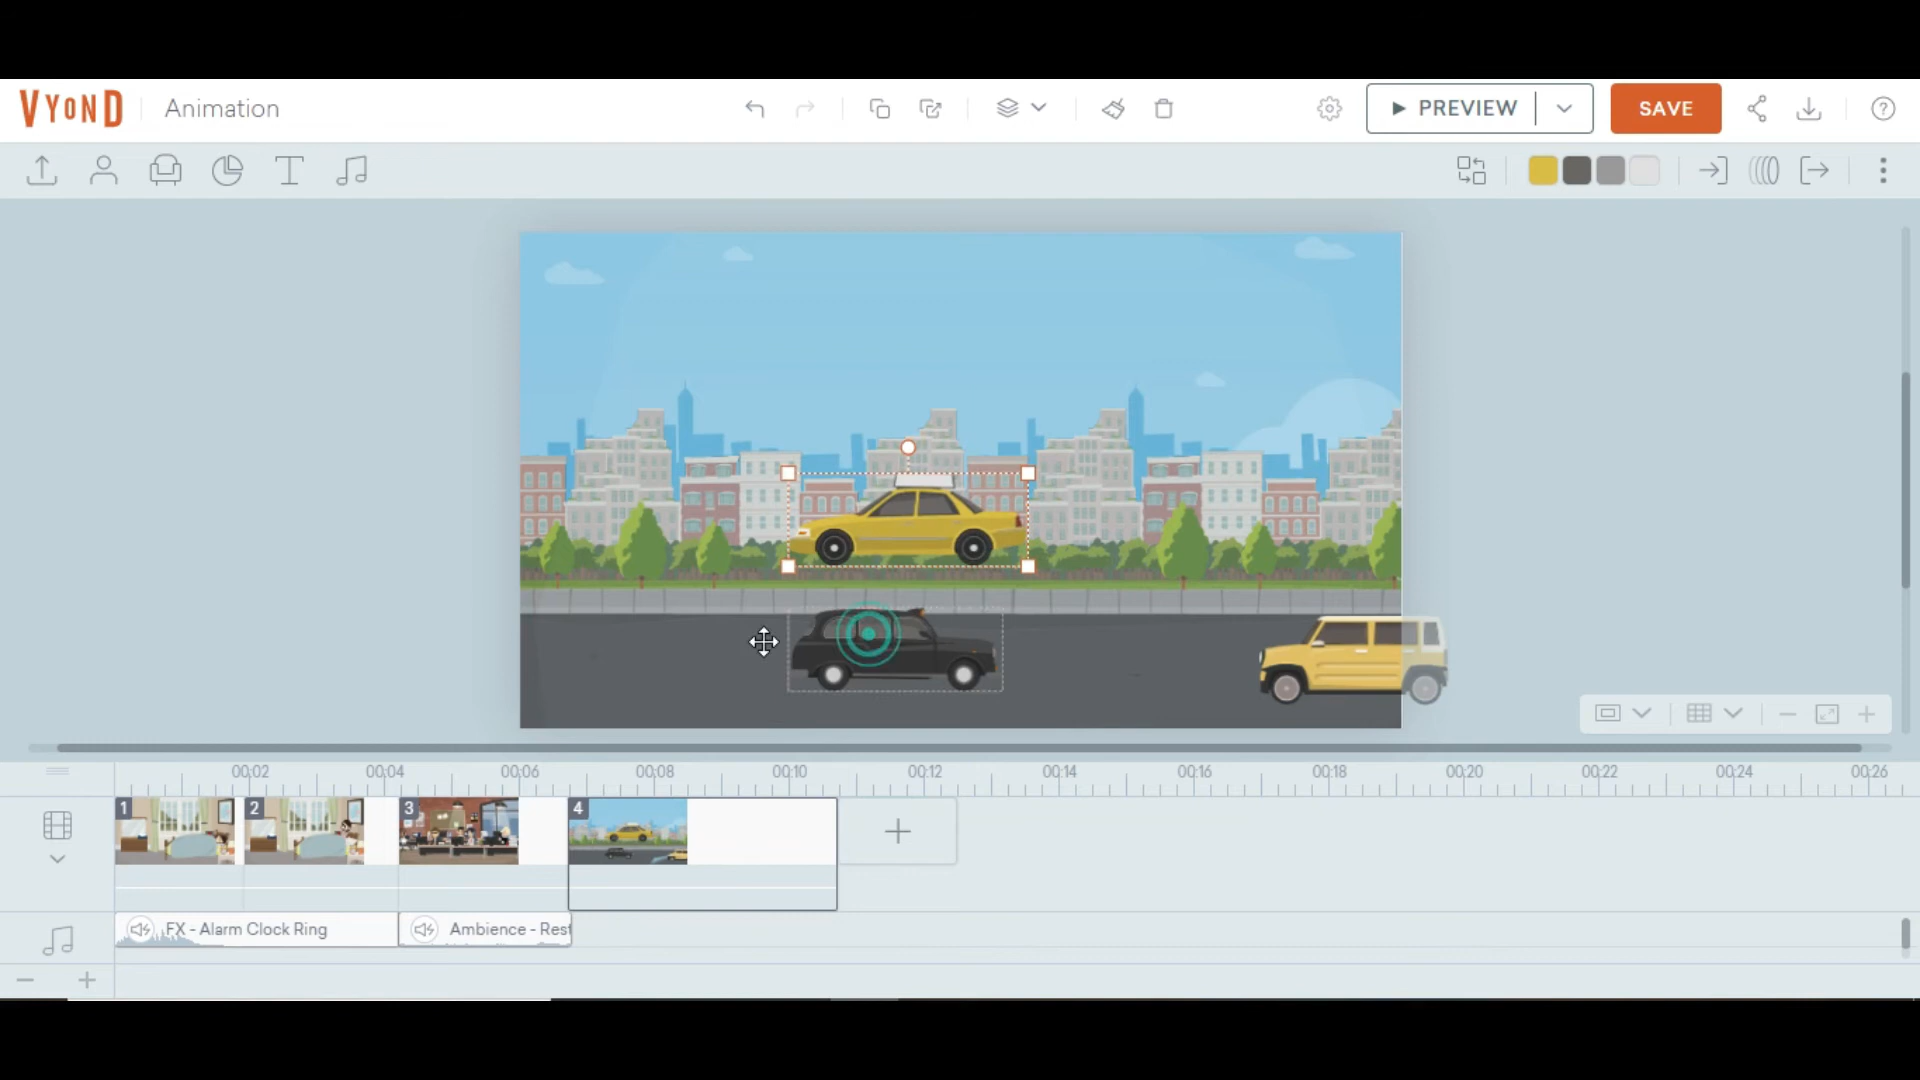 VYOND Animation PREVIEW SAVE
00:02 00:04 00:06 00:08 00:10 00:12 00:14 00:16 00:18 00:20 00:22 00:24 00:26
1 2 3 4
FX - Alarm Clock Ring Ambience - Rest